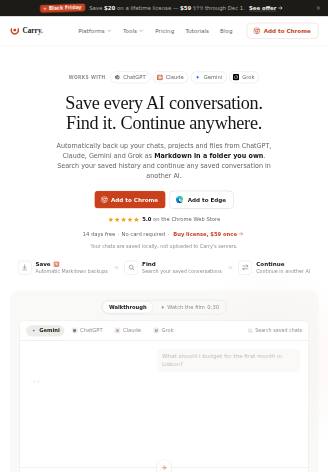 Black Friday Save $20 on a lifetime license — $59 $79 through Dec 1. See offer →
Carry. Platforms Tools Pricing Tutorials Blog Add to Chrome
WORKS WITH ChatGPT Claude Gemini Grok
Save every AI conversation.
Find it. Continue anywhere.
Automatically back up your chats, projects and files from ChatGPT,
Claude, Gemini and Grok as Markdown in a folder you own.
Search your saved history and continue any saved conversation in
another AI.
Add to Chrome Add to Edge
★★★★★ 5.0 on the Chrome Web Store
14 days free · No card required · Buy license, $59 once →
Your chats are saved locally, not uploaded to Carry's servers.
Save Find Continue
Automatic Markdown backups Search your saved conversations Continue in another AI
Walkthrough Watch the film 0:30
Gemini ChatGPT Claude Grok Search saved chats
What should I budget for the first month in
Lisbon?